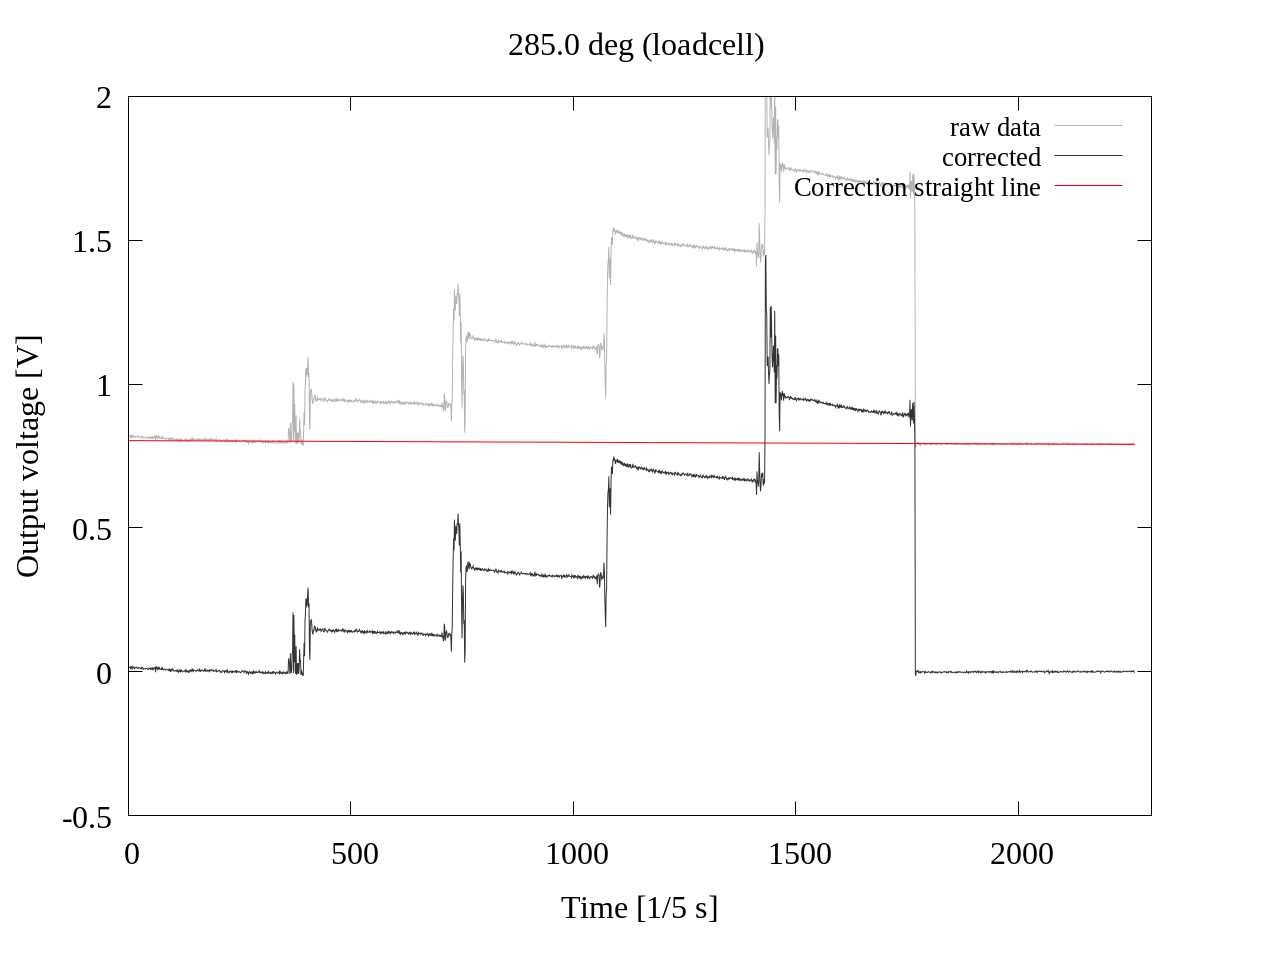 285.0 deg (loadcell)
raw data
corrected
Correction straight line
2
1.5
1
0.5
0
-0.5
Output voltage [V]
0 500 1000 1500 2000
Time [1/5 s]